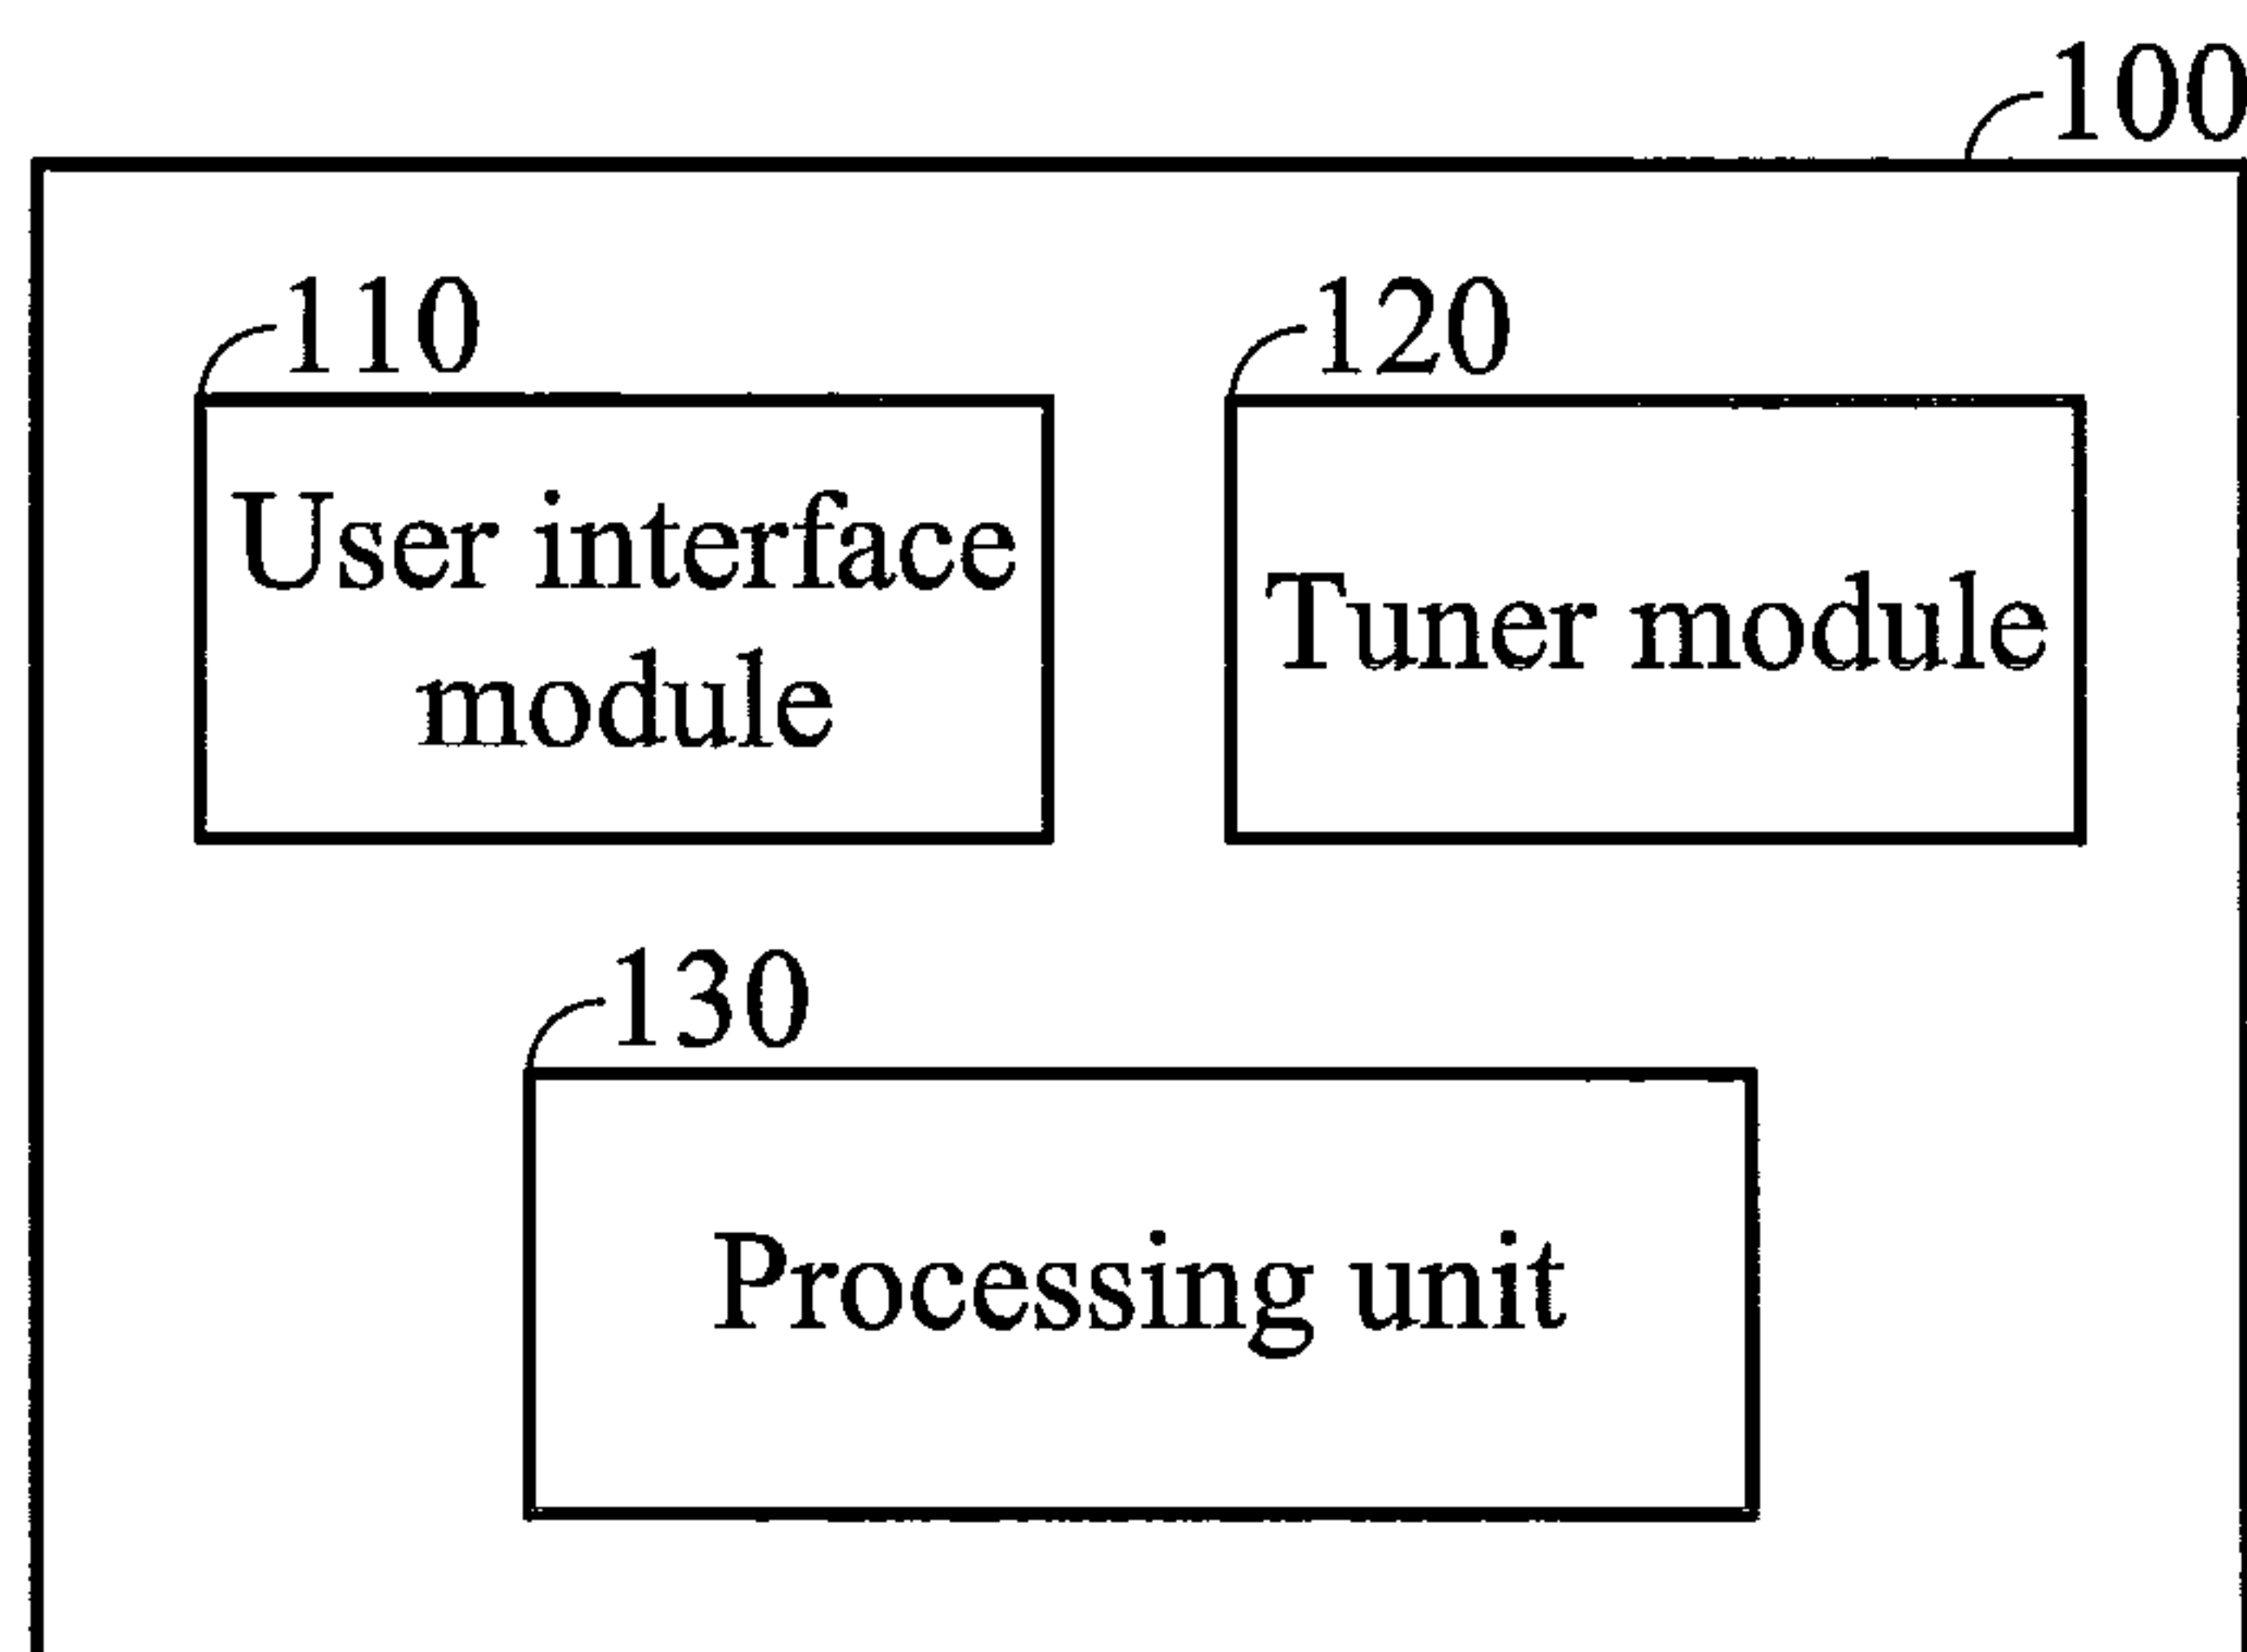 100
110
120
User interface
module
Tuner module
130
Processing unit